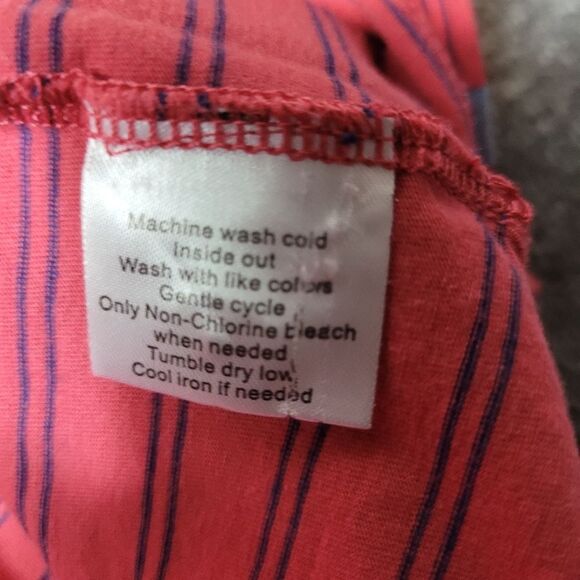 Machine wash cold
Inside out
Wash with like colors
Gentle cycle
Only Non-Chlorine bleach
when needed
Tumble dry low
Cool iron if needed